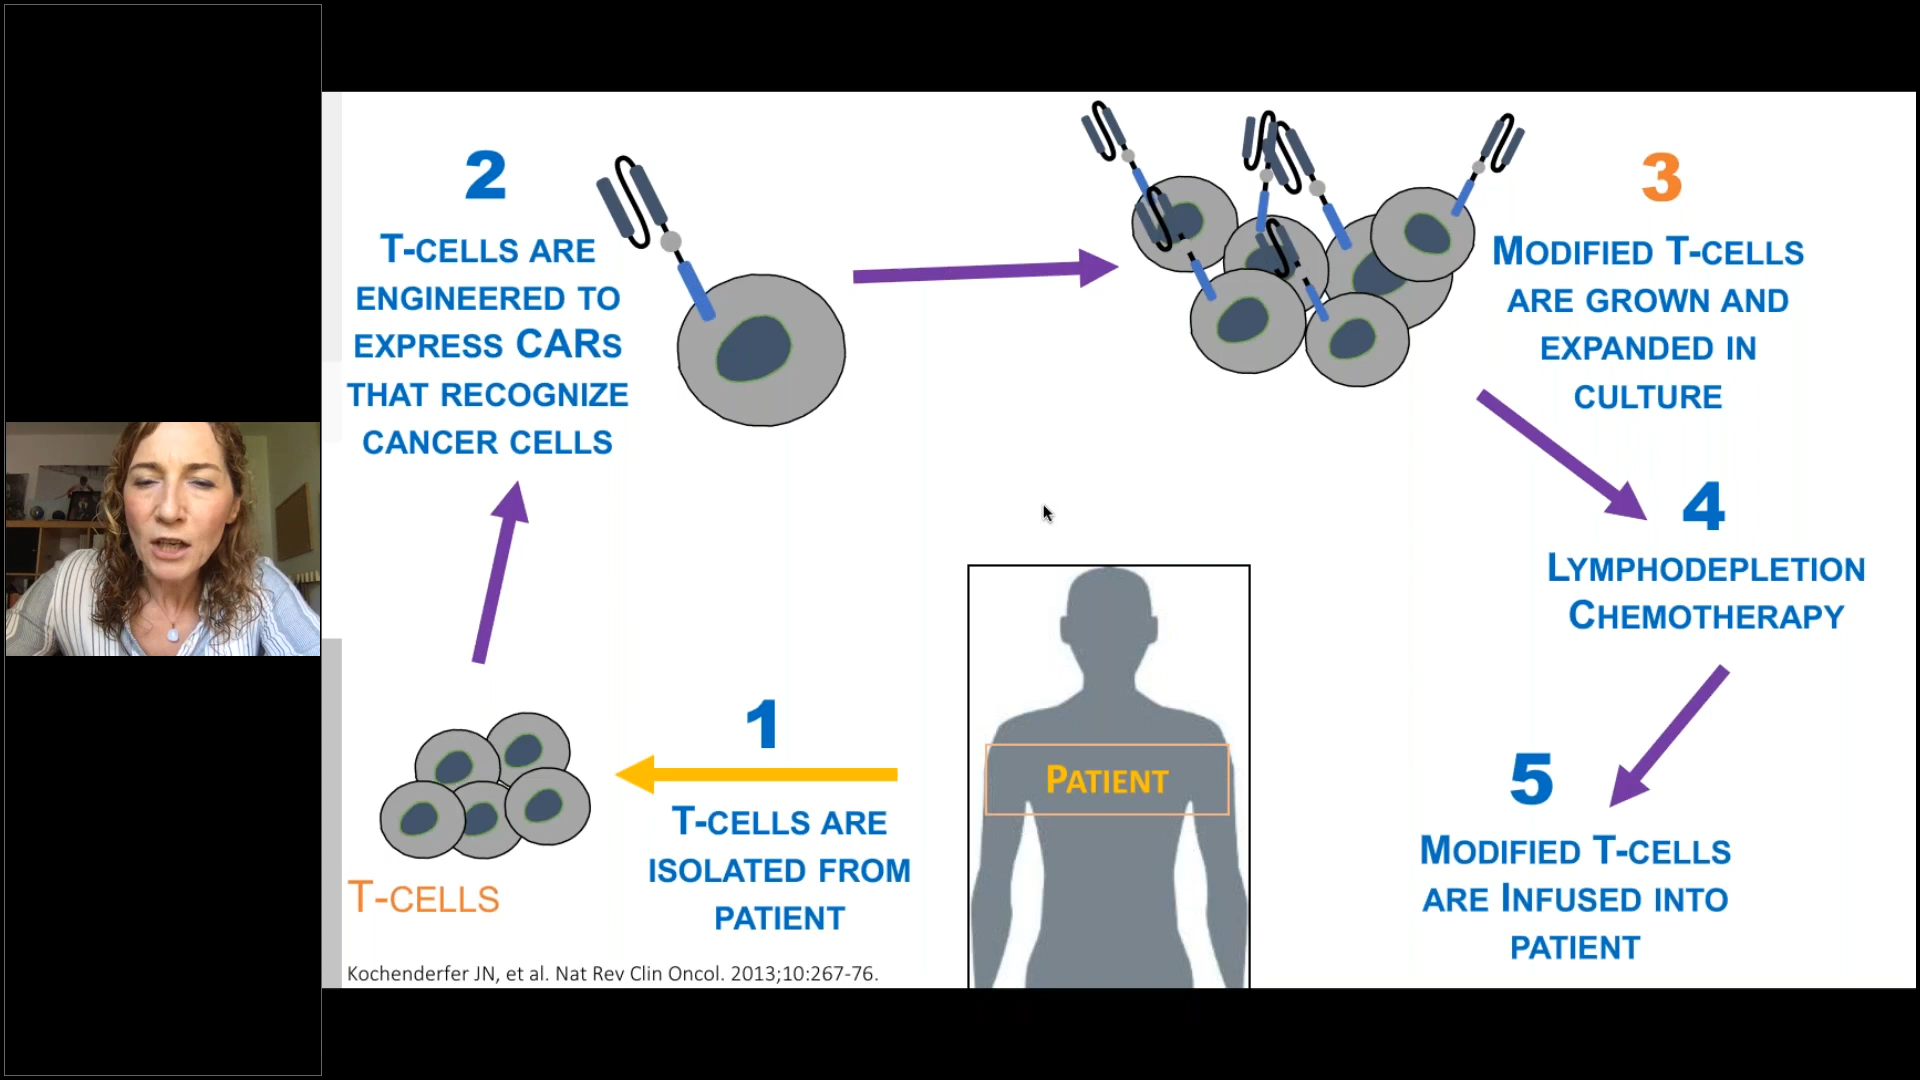 2
T-CELLS ARE
ENGINEERED TO
EXPRESS CARS
THAT RECOGNIZE
CANCER CELLS
3
MODIFIED T-CELLS
ARE GROWN AND
EXPANDED IN
CULTURE
4
LYMPHODEPLETION
CHEMOTHERAPY
1
T-CELLS ARE
ISOLATED FROM
PATIENT
T-CELLS
PATIENT
5
MODIFIED T-CELLS
ARE INFUSED INTO
PATIENT
Kochenderfer JN, et al. Nat Rev Clin Oncol. 2013;10:267-76.